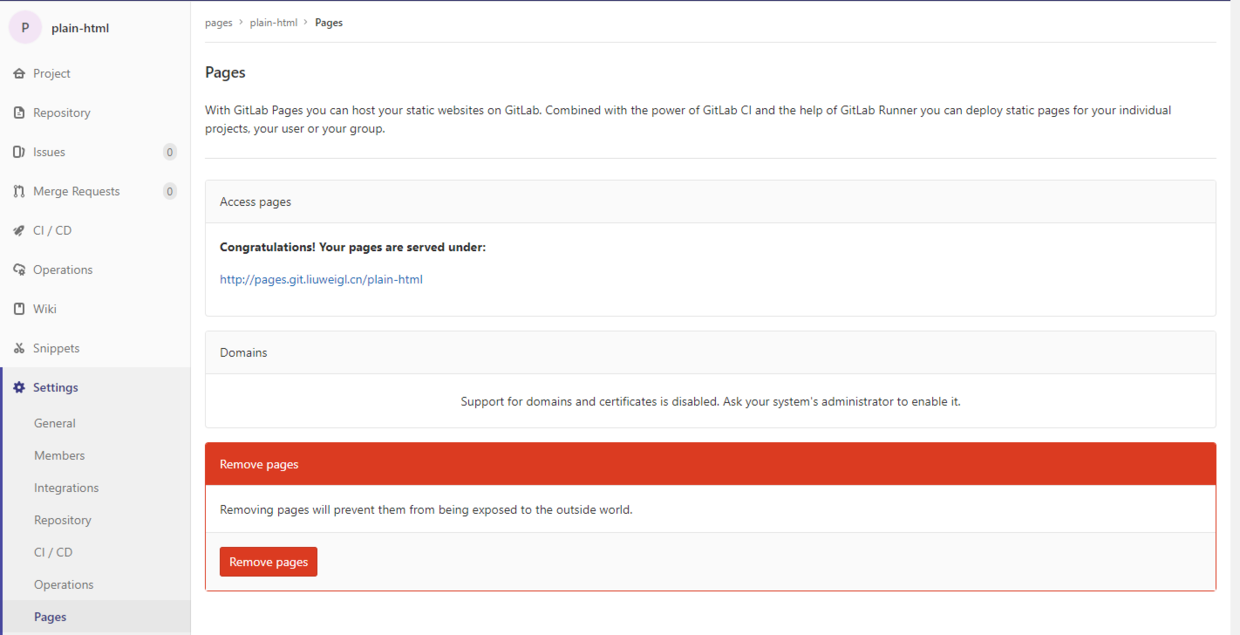 P plain-html
Project
Repository
Issues 0
Merge Requests 0
CI / CD
Operations
Wiki
Snippets
Settings
General
Members
Integrations
Repository
CI / CD
Operations
Pages
pages › plain-html › Pages
Pages
With GitLab Pages you can host your static websites on GitLab. Combined with the power of GitLab CI and the help of GitLab Runner you can deploy static pages for your individual
projects, your user or your group.
Access pages
Congratulations! Your pages are served under:
http://pages.git.liuweigl.cn/plain-html
Domains
Support for domains and certificates is disabled. Ask your system's administrator to enable it.
Remove pages
Removing pages will prevent them from being exposed to the outside world.
Remove pages